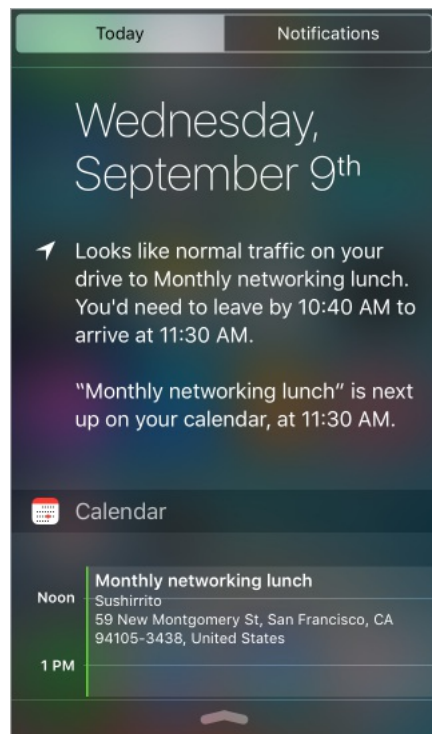 Today Notifications
Wednesday,
September 9th
Looks like normal traffic on your
drive to Monthly networking lunch.
You'd need to leave by 10:40 AM to
arrive at 11:30 AM.
“Monthly networking lunch” is next
up on your calendar, at 11:30 AM.
Calendar
Monthly networking lunch
Noon
Sushirrito
59 New Montgomery St, San Francisco, CA
94105-3438, United States
1 PM